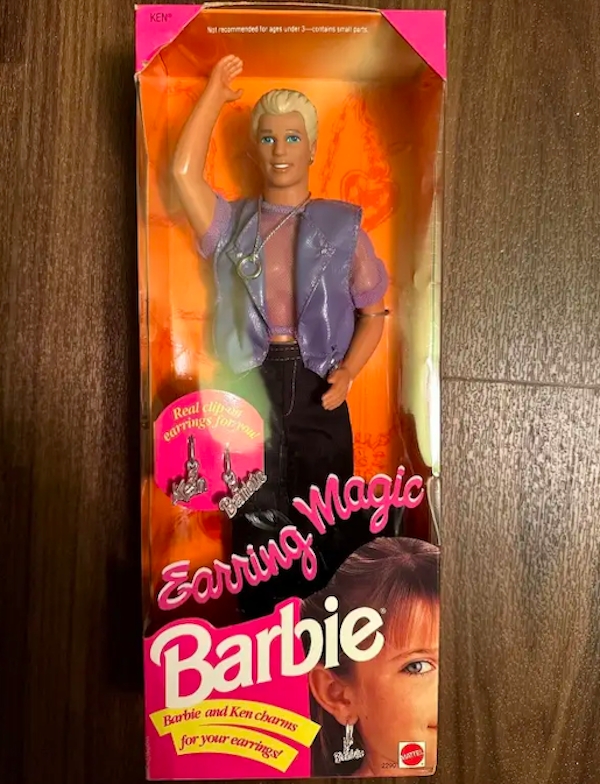 KEN®
Not recommended for ages under 3—contains small parts.
Real clip-on
earrings for you!
Ken
Barbie
Earring Magic
Barbie®
Barbie and Ken charms
for your earrings!
Barbie
2290
MATTEL